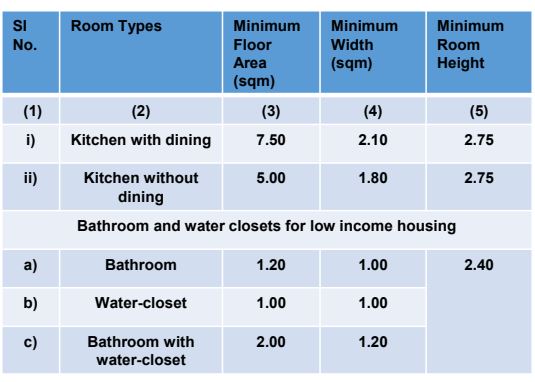 SI No. Room Types Minimum Floor Area (sqm) Minimum Width (sqm) Minimum Room Height
(1) (2) (3) (4) (5)
i) Kitchen with dining 7.50 2.10 2.75
ii) Kitchen without dining 5.00 1.80 2.75
Bathroom and water closets for low income housing
a) Bathroom 1.20 1.00 2.40
b) Water-closet 1.00 1.00
c) Bathroom with water-closet 2.00 1.20